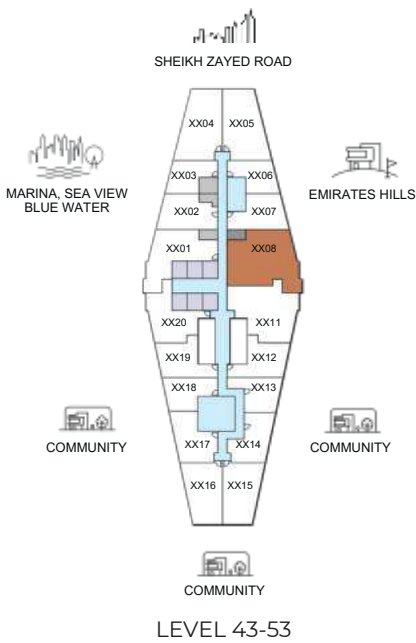 SHEIKH ZAYED ROAD
XX04 XX05
MARINA, SEA VIEW
BLUE WATER
XX03 XX06
EMIRATES HILLS
XX02 XX07
XX01 XX08
XX20 XX11
XX19 XX12
XX18 XX13
COMMUNITY
XX17 XX14
COMMUNITY
XX16 XX15
COMMUNITY
LEVEL 43-53